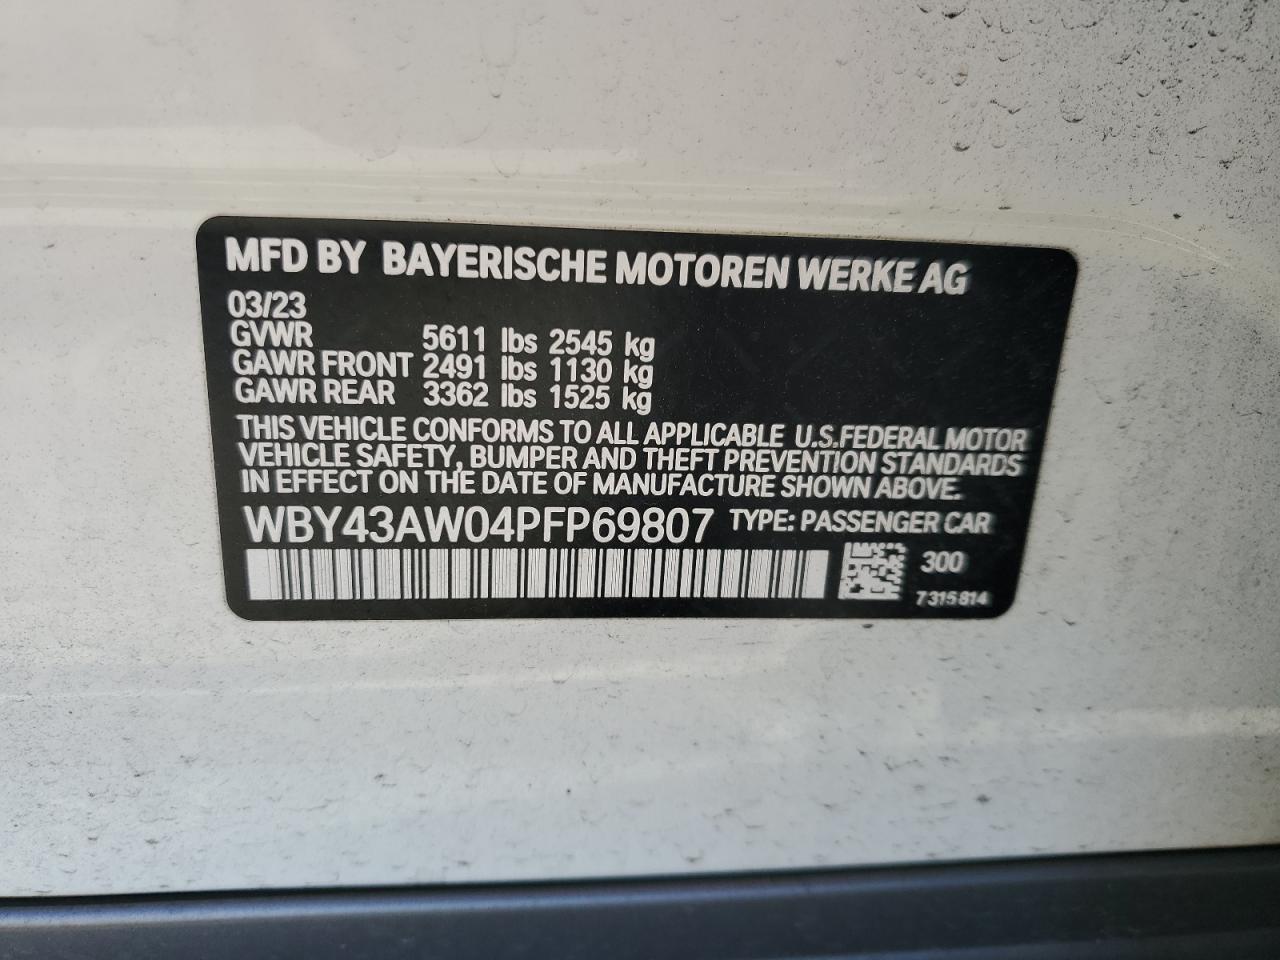 MFD BY BAYERISCHE MOTOREN WERKE AG
03/23
GVWR 5611 lbs 2545 kg
GAWR FRONT 2491 lbs 1130 kg
GAWR REAR 3362 lbs 1525 kg
THIS VEHICLE CONFORMS TO ALL APPLICABLE U.S.FEDERAL MOTOR
VEHICLE SAFETY, BUMPER AND THEFT PREVENTION STANDARDS
IN EFFECT ON THE DATE OF MANUFACTURE SHOWN ABOVE.
WBY43AW04PFP69807 TYPE: PASSENGER CAR
300
7315814